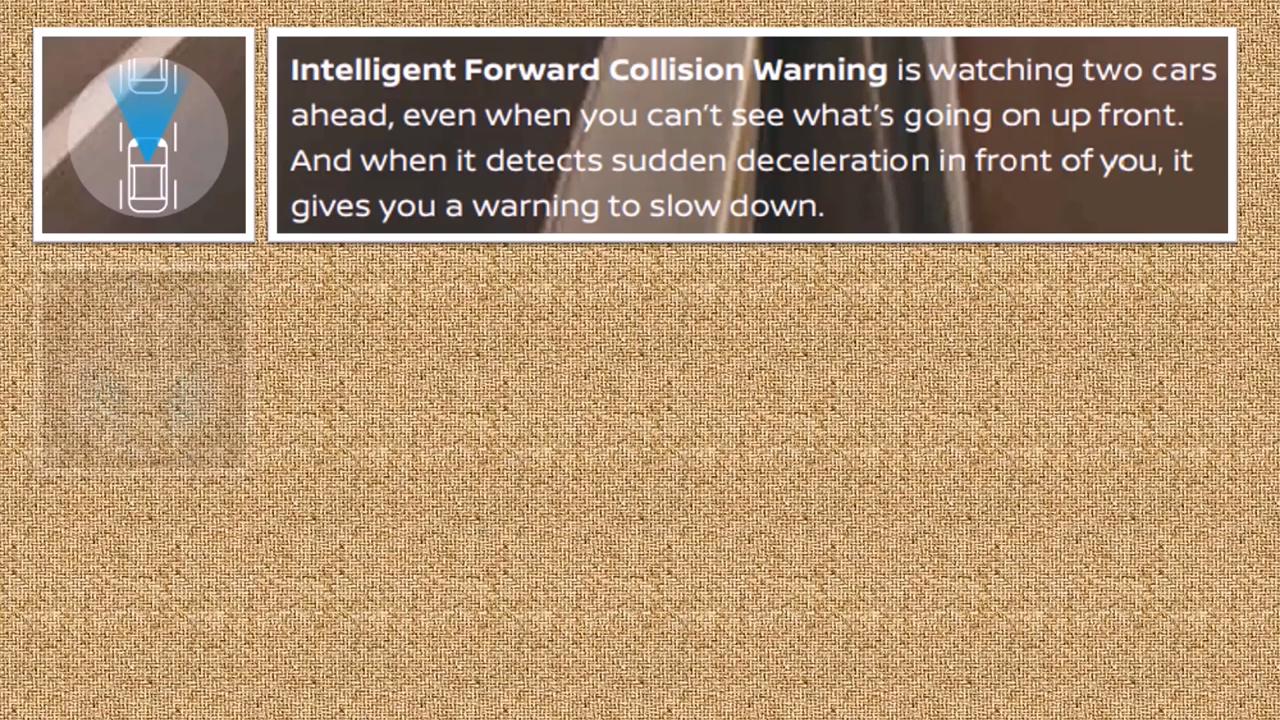 Intelligent Forward Collision Warning is watching two cars
ahead, even when you can’t see what’s going on up front.
And when it detects sudden deceleration in front of you, it
gives you a warning to slow down.